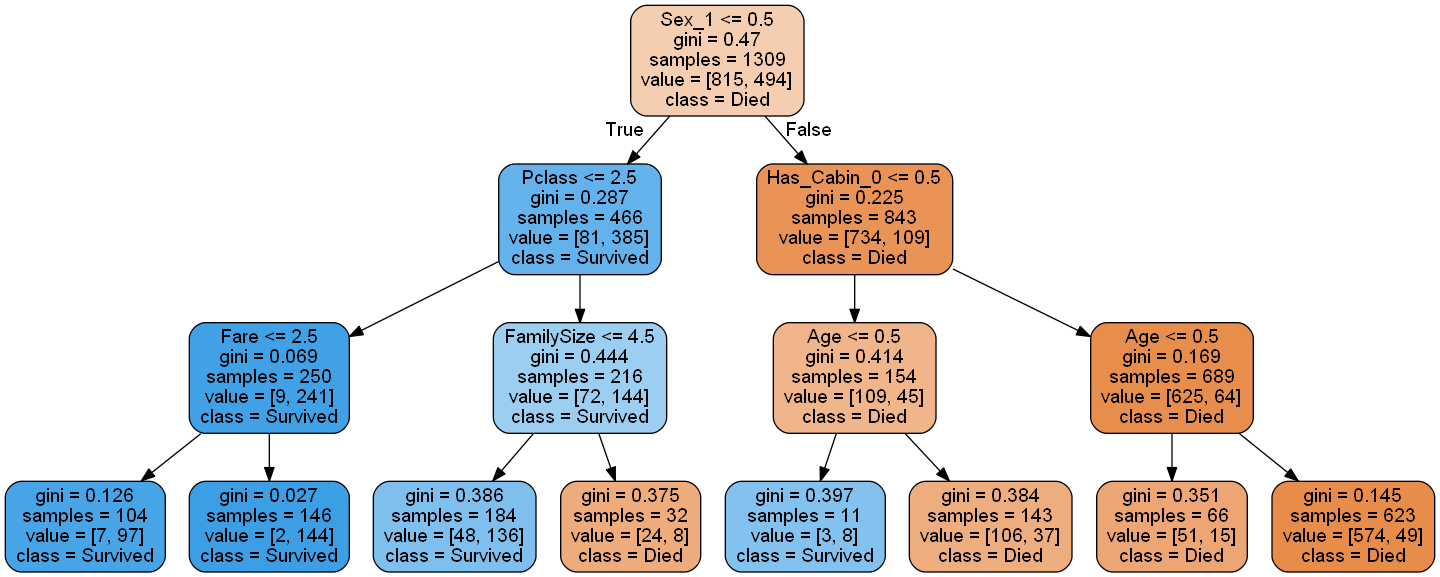 Sex_1 <= 0.5
gini = 0.47
samples = 1309
value = [815, 494]
class = Died
True
False
Pclass <= 2.5
gini = 0.287
samples = 466
value = [81, 385]
class = Survived
Has_Cabin_0 <= 0.5
gini = 0.225
samples = 843
value = [734, 109]
class = Died
Fare <= 2.5
gini = 0.069
samples = 250
value = [9, 241]
class = Survived
FamilySize <= 4.5
gini = 0.444
samples = 216
value = [72, 144]
class = Survived
Age <= 0.5
gini = 0.414
samples = 154
value = [109, 45]
class = Died
Age <= 0.5
gini = 0.169
samples = 689
value = [625, 64]
class = Died
gini = 0.126
samples = 104
value = [7, 97]
class = Survived
gini = 0.027
samples = 146
value = [2, 144]
class = Survived
gini = 0.386
samples = 184
value = [48, 136]
class = Survived
gini = 0.375
samples = 32
value = [24, 8]
class = Died
gini = 0.397
samples = 11
value = [3, 8]
class = Survived
gini = 0.384
samples = 143
value = [106, 37]
class = Died
gini = 0.351
samples = 66
value = [51, 15]
class = Died
gini = 0.145
samples = 623
value = [574, 49]
class = Died